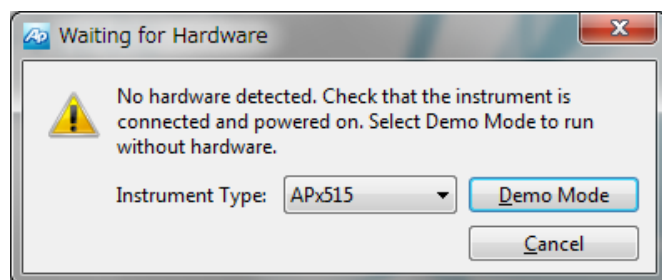 Ap Waiting for Hardware
No hardware detected. Check that the instrument is
connected and powered on. Select Demo Mode to run
without hardware.
Instrument Type: APx515 Demo Mode
Cancel